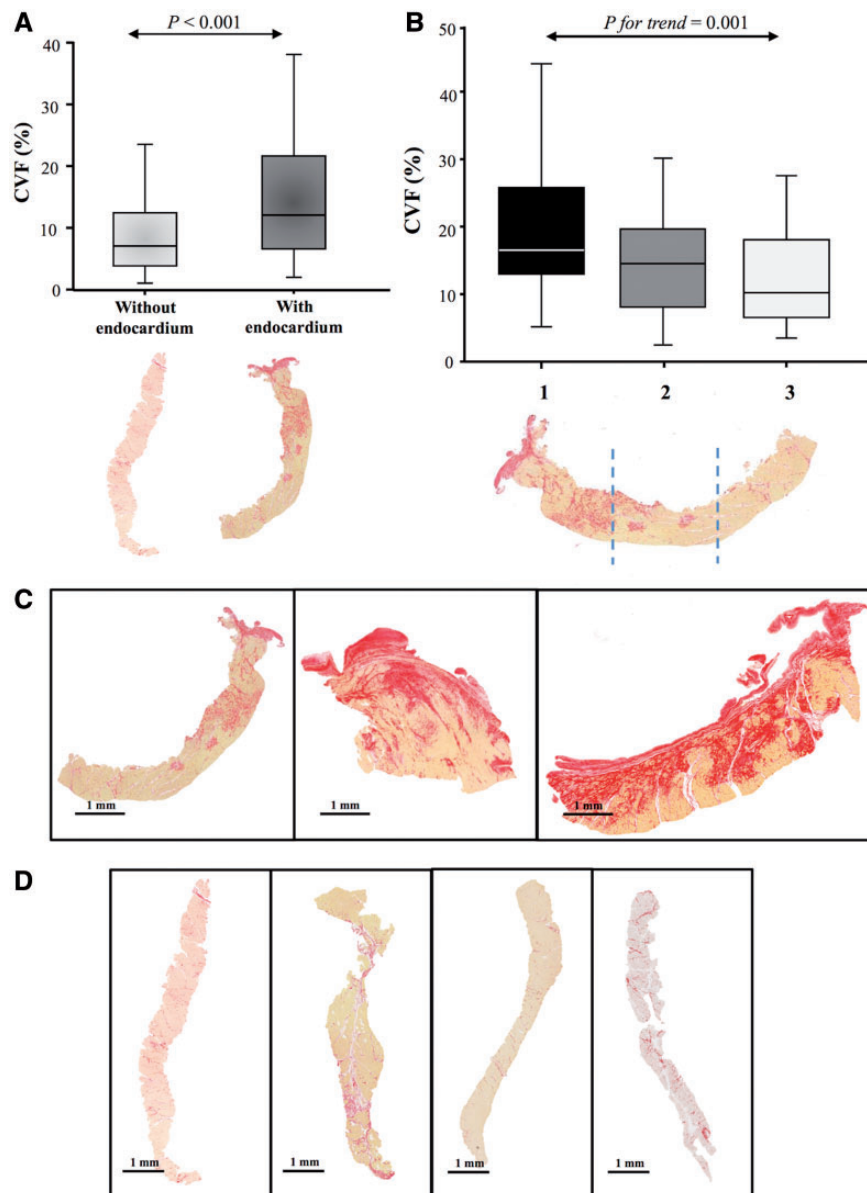 A
P < 0.001
CVF (%)
40
30
20
10
0
Without
endocardium
With
endocardium
B
P for trend = 0.001
CVF (%)
50
40
30
20
10
0
1
2
3
C
1 mm
1 mm
1 mm
D
1 mm
1 mm
1 mm
1 mm